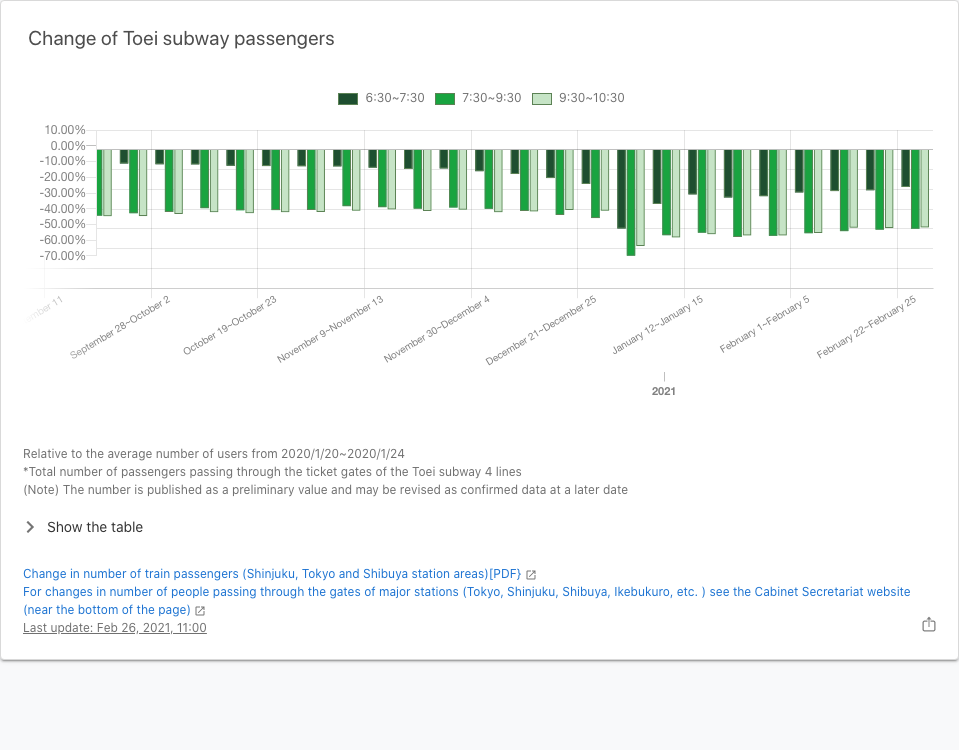 Change of Toei subway passengers
6:30~7:30 7:30~9:30 9:30~10:30
10.00%
0.00%
-10.00%
-20.00%
-30.00%
-40.00%
-50.00%
-60.00%
-70.00%
11
September 28~October 2
October 19~October 23
November 9~November 13
November 30~December 4
December 21~December 25
January 12~January 15
February 1~February 5
February 22~February 25
2021
Relative to the average number of users from 2020/1/20~2020/1/24
*Total number of passengers passing through the ticket gates of the Toei subway 4 lines
(Note) The number is published as a preliminary value and may be revised as confirmed data at a later date
Show the table
Change in number of train passengers (Shinjuku, Tokyo and Shibuya station areas)[PDF}
For changes in number of people passing through the gates of major stations (Tokyo, Shinjuku, Shibuya, Ikebukuro, etc. ) see the Cabinet Secretariat website
(near the bottom of the page)
Last update: Feb 26, 2021, 11:00